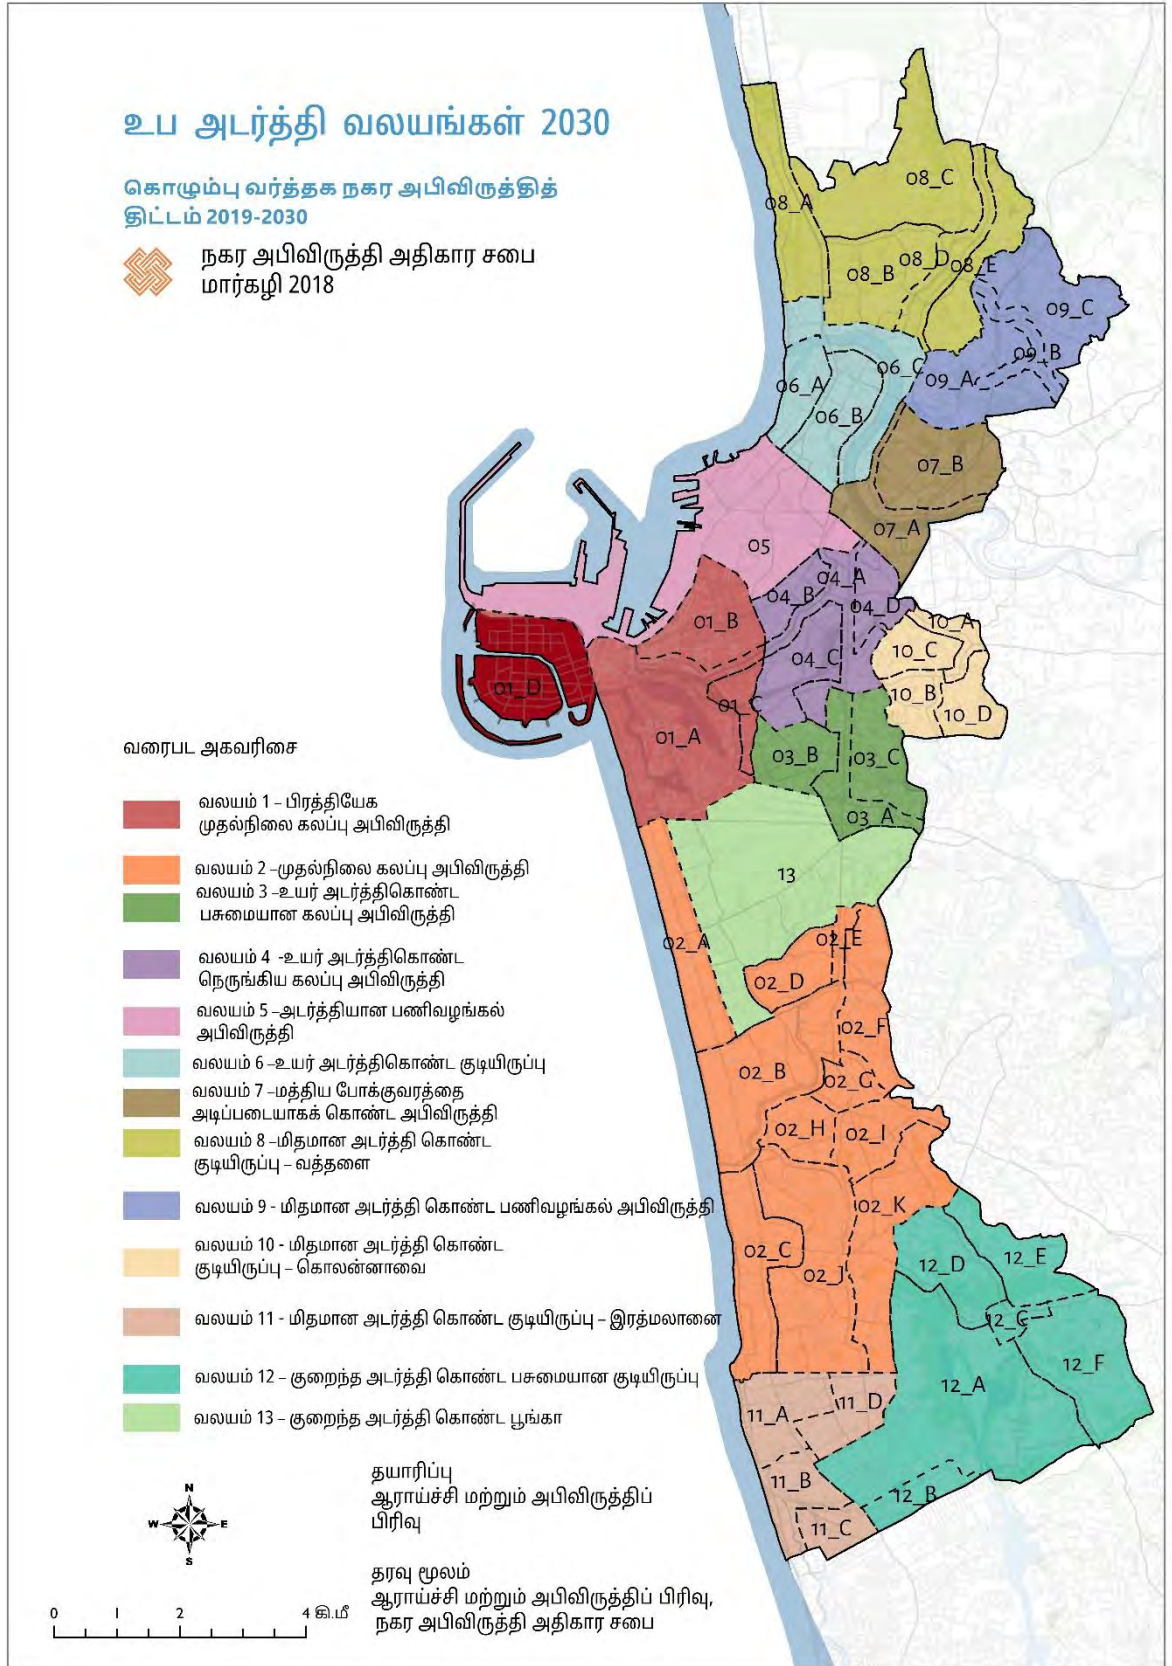 உப அடர்த்தி வலயங்கள் 2030
கொழும்பு வர்த்தக நகர அபிவிருத்தித்
திட்டம் 2019-2030
நகர அபிவிருத்தி அதிகார சபை
மார்கழி 2018
08_C
08_A
08_D
08_E
08_B
09_C
09_B
09_A
06_C
06_A
06_B
07_B
07_A
05
04_A
04_B
04_D
01_B
10_A
10_C
04_C
01_D
10_B
01_C
10_D
01_A
03_B
03_C
03_A
13
02_A
02_E
02_D
02_F
02_B
02_G
02_H
02_I
02_K
02_C
02_J
12_D
12_E
12_C
12_F
12_A
11_D
11_A
11_B
12_B
11_C
வரைபட அகவரிசை
வலயம் 1 – பிரத்தியேக
முதல்நிலை கலப்பு அபிவிருத்தி
வலயம் 2 –முதல்நிலை கலப்பு அபிவிருத்தி
வலயம் 3 –உயர் அடர்த்திகொண்ட
பசுமையான கலப்பு அபிவிருத்தி
வலயம் 4 -உயர் அடர்த்திகொண்ட
நெருங்கிய கலப்பு அபிவிருத்தி
வலயம் 5 –அடர்த்தியான பணிவழங்கல்
அபிவிருத்தி
வலயம் 6 –உயர் அடர்த்திகொண்ட குடியிருப்பு
வலயம் 7 –மத்திய போக்குவரத்தை
அடிப்படையாகக் கொண்ட அபிவிருத்தி
வலயம் 8 –மிதமான அடர்த்தி கொண்ட
குடியிருப்பு – வத்தளை
வலயம் 9 - மிதமான அடர்த்தி கொண்ட பணிவழங்கல் அபிவிருத்தி
வலயம் 10 - மிதமான அடர்த்தி கொண்ட
குடியிருப்பு – கொலன்னாவை
வலயம் 11 - மிதமான அடர்த்தி கொண்ட குடியிருப்பு – இரத்மலானை
வலயம் 12 – குறைந்த அடர்த்தி கொண்ட பசுமையான குடியிருப்பு
வலயம் 13 – குறைந்த அடர்த்தி கொண்ட பூங்கா
N
W E
S
0 1 2 4 கி.மீ
தயாரிப்பு
ஆராய்ச்சி மற்றும் அபிவிருத்திப்
பிரிவு
தரவு மூலம்
ஆராய்ச்சி மற்றும் அபிவிருத்திப் பிரிவு,
நகர அபிவிருத்தி அதிகார சபை